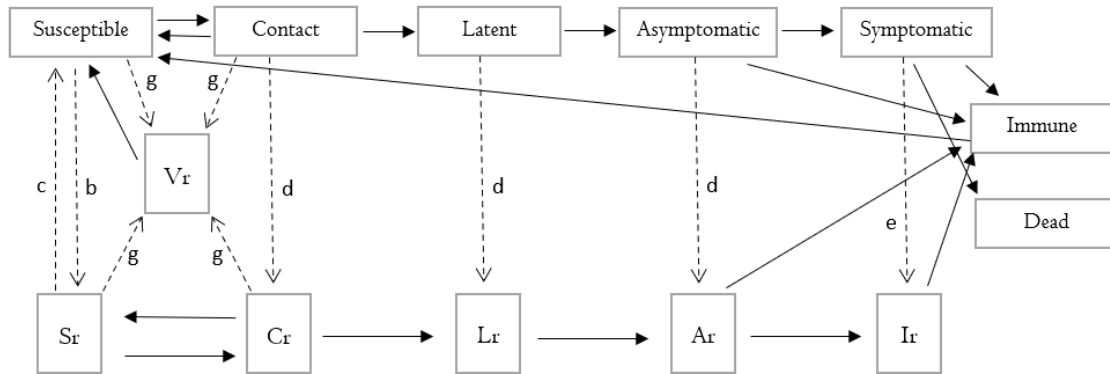 Susceptible
Contact
Latent
Asymptomatic
Symptomatic
g
g
Immune
Vr
c
b
d
d
d
e
Dead
g
g
Sr
Cr
Lr
Ar
Ir